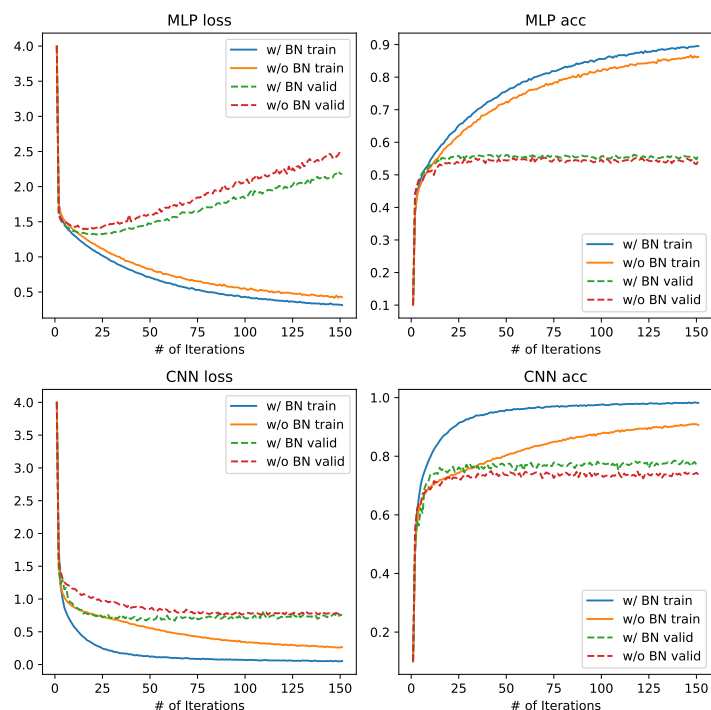 MLP loss
4.0
3.5
3.0
2.5
2.0
1.5
1.0
0.5
w/ BN train
w/o BN train
w/ BN valid
w/o BN valid
0 25 50 75 100 125 150
# of Iterations
MLP acc
0.9
0.8
0.7
0.6
0.5
0.4
0.3
0.2
0.1
w/ BN train
w/o BN train
w/ BN valid
w/o BN valid
0 25 50 75 100 125 150
# of Iterations
CNN loss
4.0
3.5
3.0
2.5
2.0
1.5
1.0
0.5
0.0
w/ BN train
w/o BN train
w/ BN valid
w/o BN valid
0 25 50 75 100 125 150
# of Iterations
CNN acc
1.0
0.8
0.6
0.4
0.2
w/ BN train
w/o BN train
w/ BN valid
w/o BN valid
0 25 50 75 100 125 150
# of Iterations